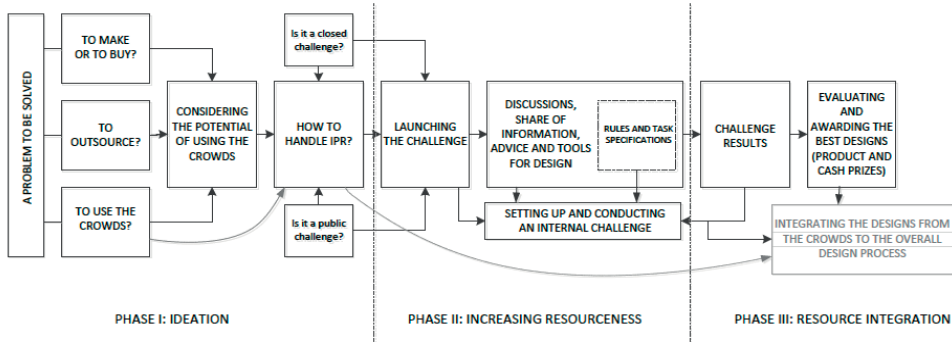 A PROBLEM TO BE SOLVED
TO MAKE
OR TO BUY?
TO
OUTSOURCE?
TO USE THE
CROWDS?
CONSIDERING
THE POTENTIAL
OF USING THE
CROWDS
Is it a closed
challenge?
HOW TO
HANDLE IPR?
Is it a public
challenge?
LAUNCHING
THE CHALLENGE
DISCUSSIONS,
SHARE OF
INFORMATION,
ADVICE AND TOOLS
FOR DESIGN
RULES AND TASK
SPECIFICATIONS
SETTING UP AND CONDUCTING
AN INTERNAL CHALLENGE
CHALLENGE
RESULTS
EVALUATING
AND
AWARDING THE
BEST DESIGNS
(PRODUCT AND
CASH PRIZES)
INTEGRATING THE DESIGNS FROM
THE CROWDS TO THE OVERALL
DESIGN PROCESS
PHASE I: IDEATION
PHASE II: INCREASING RESOURCENESS
PHASE III: RESOURCE INTEGRATION